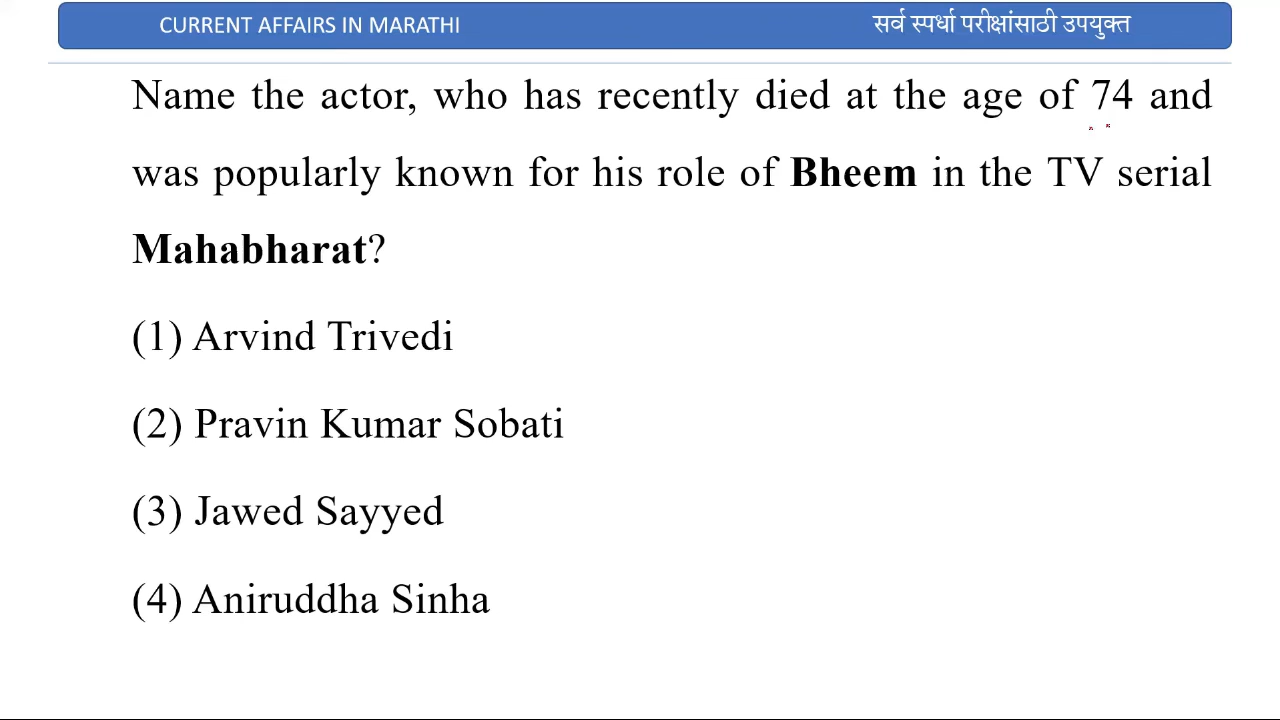 CURRENT AFFAIRS IN MARATHI
सर्व स्पर्धा परीक्षांसाठी उपयुक्त
Name the actor, who has recently died at the age of 74 and
was popularly known for his role of Bheem in the TV serial
Mahabharat?
(1) Arvind Trivedi
(2) Pravin Kumar Sobati
(3) Jawed Sayyed
(4) Aniruddha Sinha